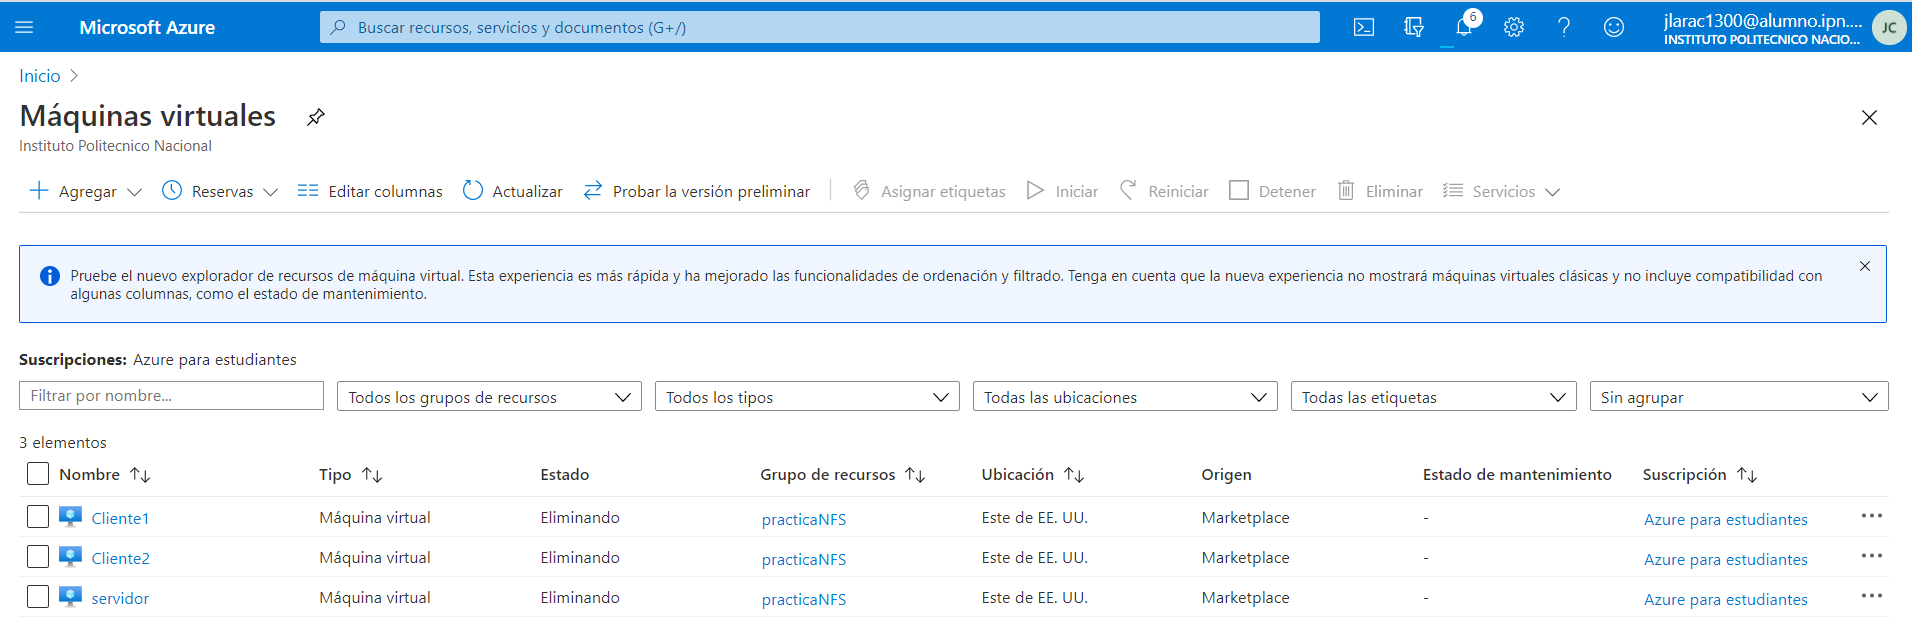 Microsoft Azure
Buscar recursos, servicios y documentos (G+/)
6
jlarac1300@alumno.ipn....
INSTITUTO POLITECNICO NACIO...
JC
Inicio
Máquinas virtuales
Instituto Politecnico Nacional
Agregar Reservas Editar columnas Actualizar Probar la versión preliminar Asignar etiquetas Iniciar Reiniciar Detener Eliminar Servicios
Pruebe el nuevo explorador de recursos de máquina virtual. Esta experiencia es más rápida y ha mejorado las funcionalidades de ordenación y filtrado. Tenga en cuenta que la nueva experiencia no mostrará máquinas virtuales clásicas y no incluye compatibilidad con
algunas columnas, como el estado de mantenimiento.
Suscripciones: Azure para estudiantes
Filtrar por nombre... Todos los grupos de recursos Todos los tipos Todas las ubicaciones Todas las etiquetas Sin agrupar
3 elementos
Nombre Tipo Estado Grupo de recursos Ubicación Origen Estado de mantenimiento Suscripción
Cliente1 Máquina virtual Eliminando practicaNFS Este de EE. UU. Marketplace - Azure para estudiantes
Cliente2 Máquina virtual Eliminando practicaNFS Este de EE. UU. Marketplace - Azure para estudiantes
servidor Máquina virtual Eliminando practicaNFS Este de EE. UU. Marketplace - Azure para estudiantes